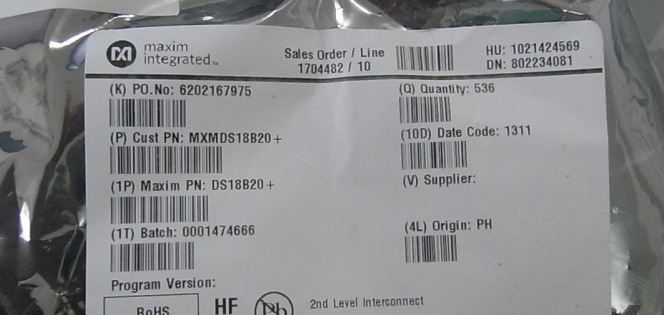 maxim
integrated™
Sales Order / Line
1704482 / 10
HU: 1021424569
DN: 802234081
(K) PO.No: 6202167975
(Q) Quantity: 536
(P) Cust PN: MXMDS18B20+
(10D) Date Code: 1311
(1P) Maxim PN: DS18B20+
(V) Supplier:
(1T) Batch: 0001474666
(4L) Origin: PH
Program Version:
RoHS
HF
Pb
2nd Level Interconnect